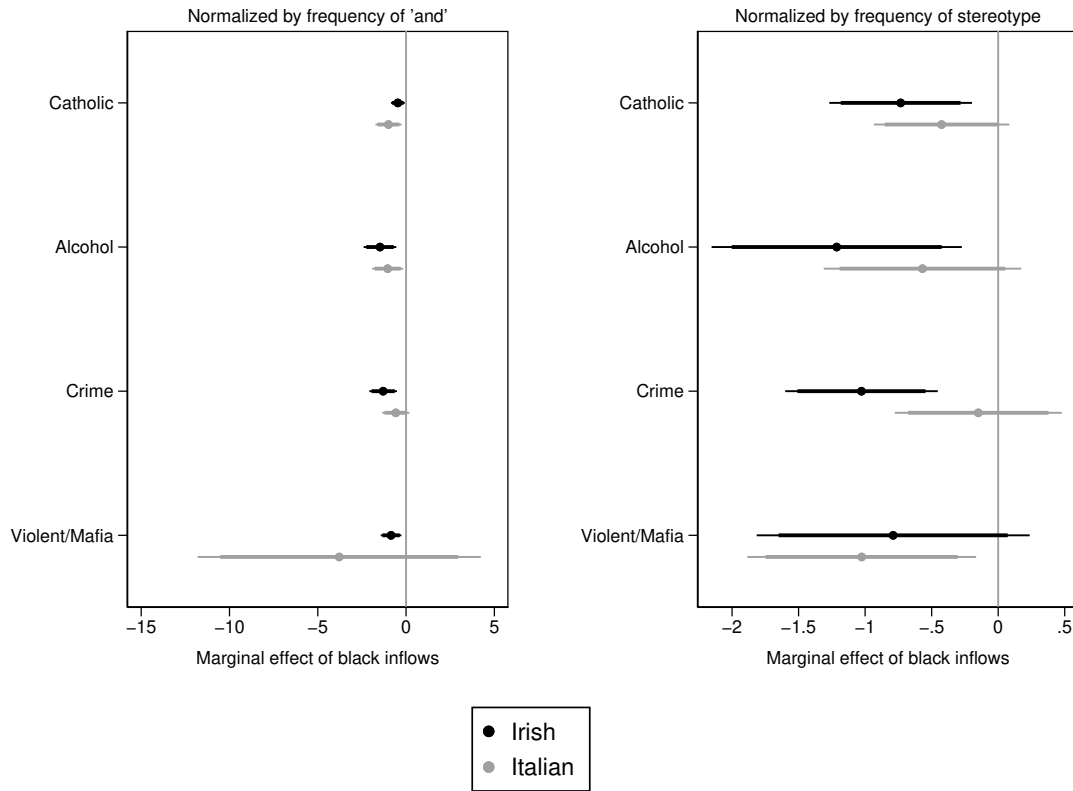 Normalized by frequency of 'and'
Catholic
Alcohol
Crime
Violent/Mafia
−15 −10 −5 0 5
Marginal effect of black inflows
Normalized by frequency of stereotype
Catholic
Alcohol
Crime
Violent/Mafia
−2 −1.5 −1 −.5 0 .5
Marginal effect of black inflows
Irish
Italian